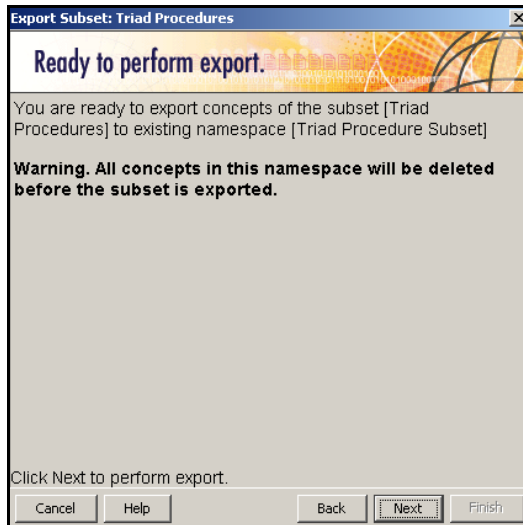 Export Subset: Triad Procedures
Ready to perform export.
You are ready to export concepts of the subset [Triad
Procedures] to existing namespace [Triad Procedure Subset]
Warning. All concepts in this namespace will be deleted
before the subset is exported.
Click Next to perform export.
Cancel Help Back Next Finish